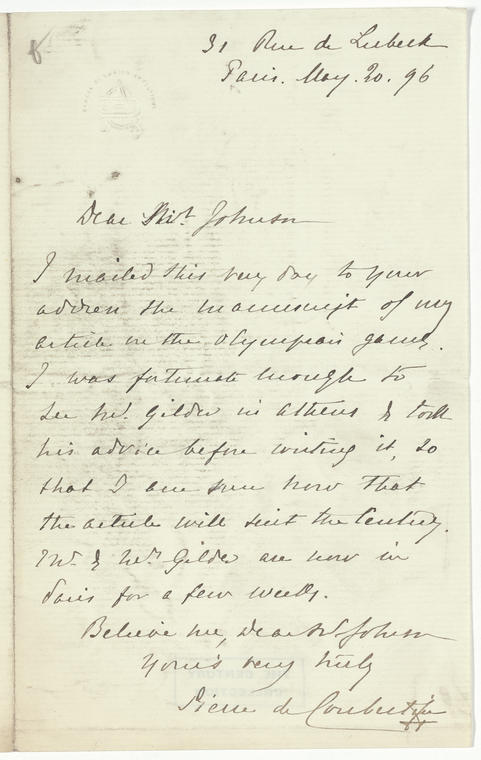 31 Rue de Lubeck
Paris. May. 20. 96
Dear Mr. Johnson
I mailed this very day to your
address the manuscript of my
article on the Olympian games.
I was fortunate enough to
see Mr. Gilder in Athens & took
his advice before writing it, so
that I am sure now that
the article will suit the Century.
Mr. & Mrs. Gilder are now in
Paris for a few weeks.
Believe me, dear Mr Johnson
Yours very truly
Pierre de Coubertin